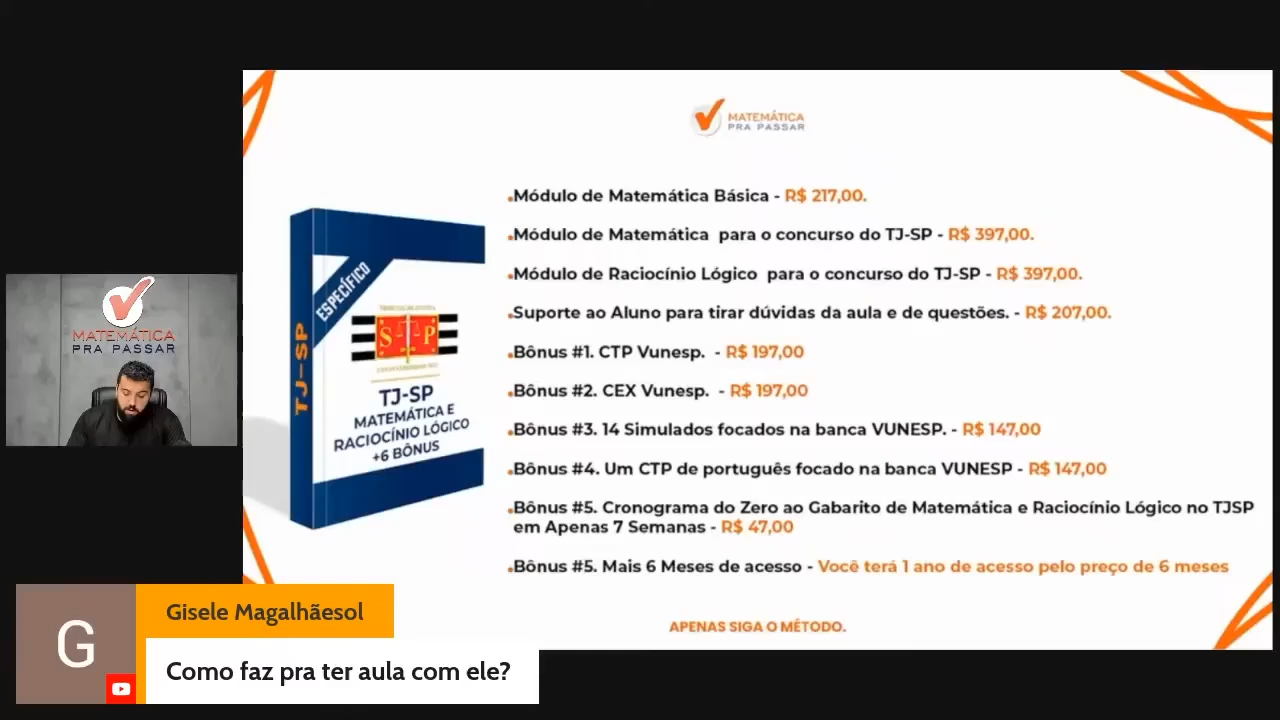 MATEMÁTICA
PRA PASSAR
Módulo de Matemática Básica - R$ 217,00.
Módulo de Matemática para o concurso do TJ-SP - R$ 397,00.
Módulo de Raciocínio Lógico para o concurso do TJ-SP - R$ 397,00.
Suporte ao Aluno para tirar dúvidas da aula e de questões. - R$ 207,00.
Bônus #1. CTP Vunesp. - R$ 197,00
Bônus #2. CEX Vunesp. - R$ 197,00
Bônus #3. 14 Simulados focados na banca VUNESP. - R$ 147,00
Bônus #4. Um CTP de português focado na banca VUNESP - R$ 147,00
Bônus #5. Cronograma do Zero ao Gabarito de Matemática e Raciocínio Lógico no TJSP
em Apenas 7 Semanas - R$ 47,00
Bônus #5. Mais 6 Meses de acesso - Você terá 1 ano de acesso pelo preço de 6 meses
APENAS SIGA O MÉTODO.
ESPECÍFICO
TJ-SP
S P
TJ-SP
MATEMÁTICA E
RACIOCÍNIO LÓGICO
+6 BÔNUS
MATEMÁTICA
PRA PASSAR
G
Gisele Magalhãesol
Como faz pra ter aula com ele?